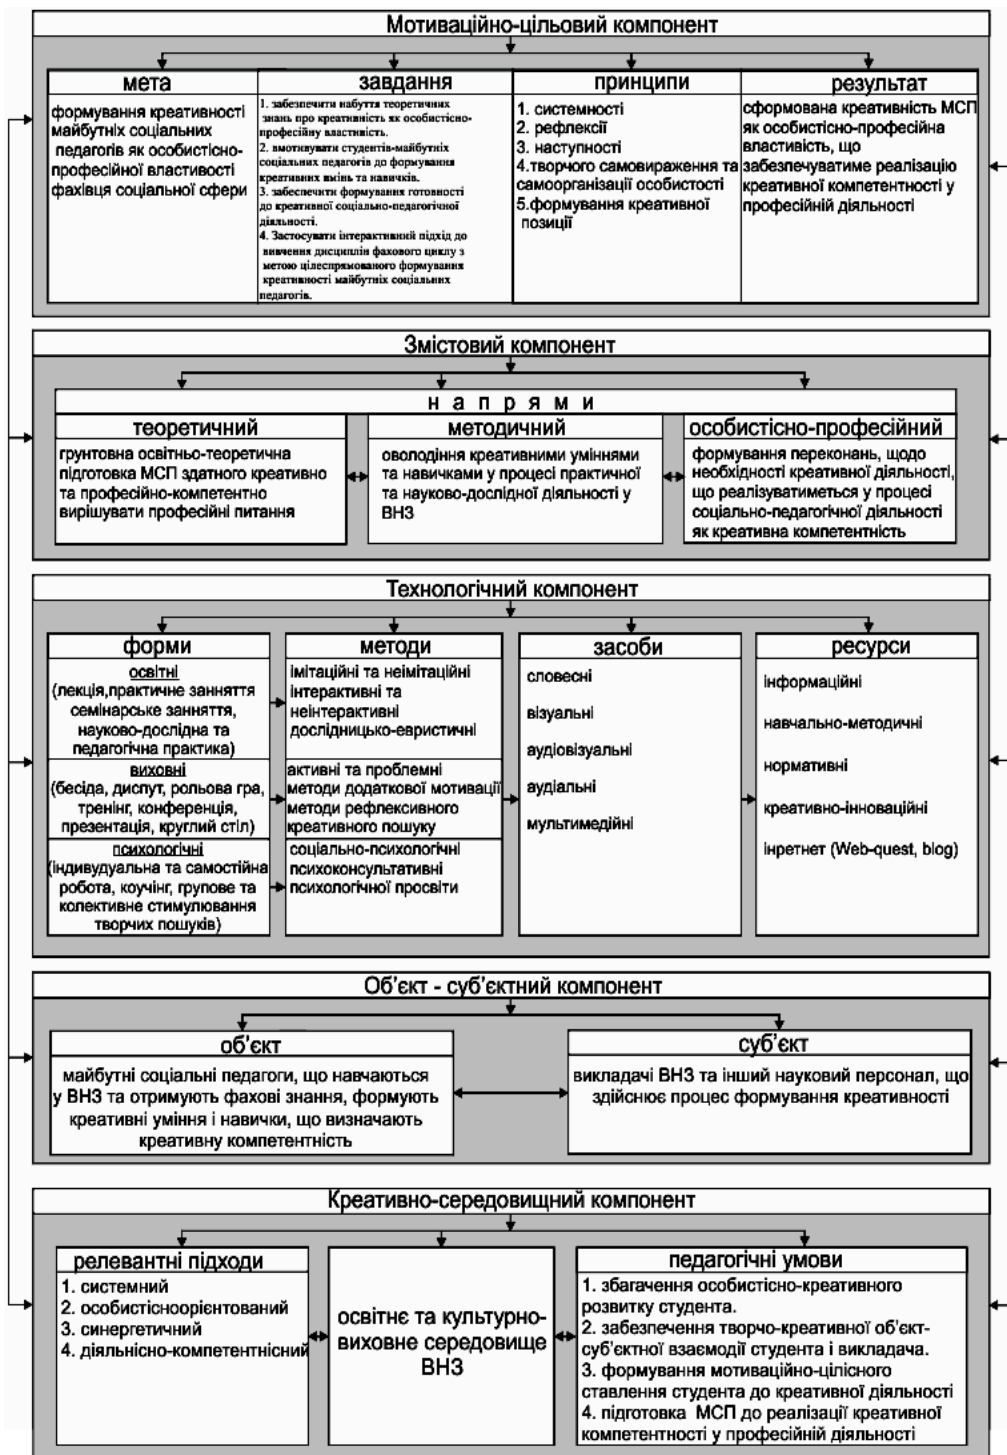 Мотиваційно-цільовий компонент
мета
формування креативності
майбутніх соціальних
педагогів як особистісно-
професійної властивості
фахівця соціальної сфери
завдання
1. забезпечити набуття теоретичних
знань про креативність як особистісно-
професійну властивість.
2. вмотивувати студентів-майбутніх
соціальних педагогів до формування
креативних вмінь та навичків.
3. забезпечити формування готовності
до креативної соціально-педагогічної
діяльності.
4. Застосувати інтерактивний підхід до
вивчення дисциплін фахового циклу з
метою цілеспрямованого формування
креативності майбутніх соціальних
педагогів.
принципи
1. системності
2. рефлексії
3. наступності
4.творчого самовираження та
самоорганізації особистості
5.формування креативної
позиції
результат
сформована креативність МСП
як особистісно-професійна
властивість, що
забезпечуватиме реалізацію
креативної компетентності у
професійній діяльності
Змістовий компонент
напрями
теоретичний
грунтовна освітньо-теоретична
підготовка МСП здатного креативно
та професійно-компетентно
вирішувати професійні питання
методичний
оволодіння креативними уміннями
та навичками у процесі практичної
та науково-дослідної діяльності у
ВНЗ
особистісно-професійний
формування переконань, щодо
необхідності креативної діяльності,
що реалізуватиметься у процесі
соціально-педагогічної діяльності
як креативна компетентність
Технологічний компонент
форми
освітні
(лекція,практичне заняття
семінарське заняття,
науково-дослідна та
педагогічна практика)
виховні
(бесіда, диспут, рольова гра,
тренінг, конференція,
презентація, круглий стіл)
психологічні
(індивудуальна та самостійна
робота, коучінг, групове та
колективне стимулювання
творчих пошуків)
методи
імітаційні та неімітаційні
інтерактивні та
неінтерактивні
дослідницько-евристичні
активні та проблемні
методи додаткової мотивації
методи рефлексивного
креативного пошуку
соціально-психологічні
психоконсультативні
психологічної просвіти
засоби
словесні
візуальні
аудіовізуальні
аудіальні
мультимедійні
ресурси
інформаційні
навчально-методичні
нормативні
креативно-інноваційні
інретнет (Web-quest, blog)
Об'єкт - суб'єктний компонент
об'єкт
майбутні соціальні педагоги, що навчаються
у ВНЗ та отримують фахові знання, формують
креативні уміння і навички, що визначають
креативну компетентність
суб'єкт
викладачі ВНЗ та інший науковий персонал, що
здійснює процес формування креативності
Креативно-середовищний компонент
релевантні підходи
1. системний
2. особистісноорієнтований
3. синергетичний
4. діяльнісно-компетентнісний
освітнє та культурно-
виховне середовище
ВНЗ
педагогічні умови
1. збагачення особистісно-креативного
розвитку студента.
2. забезпечення творчо-креативної об'єкт-
суб'єктної взаємодії студента і викладача.
3. формування мотиваційно-цілісного
ставлення студента до креативної діяльності
4. підготовка МСП до реалізації креативної
компетентності у професійній діяльності